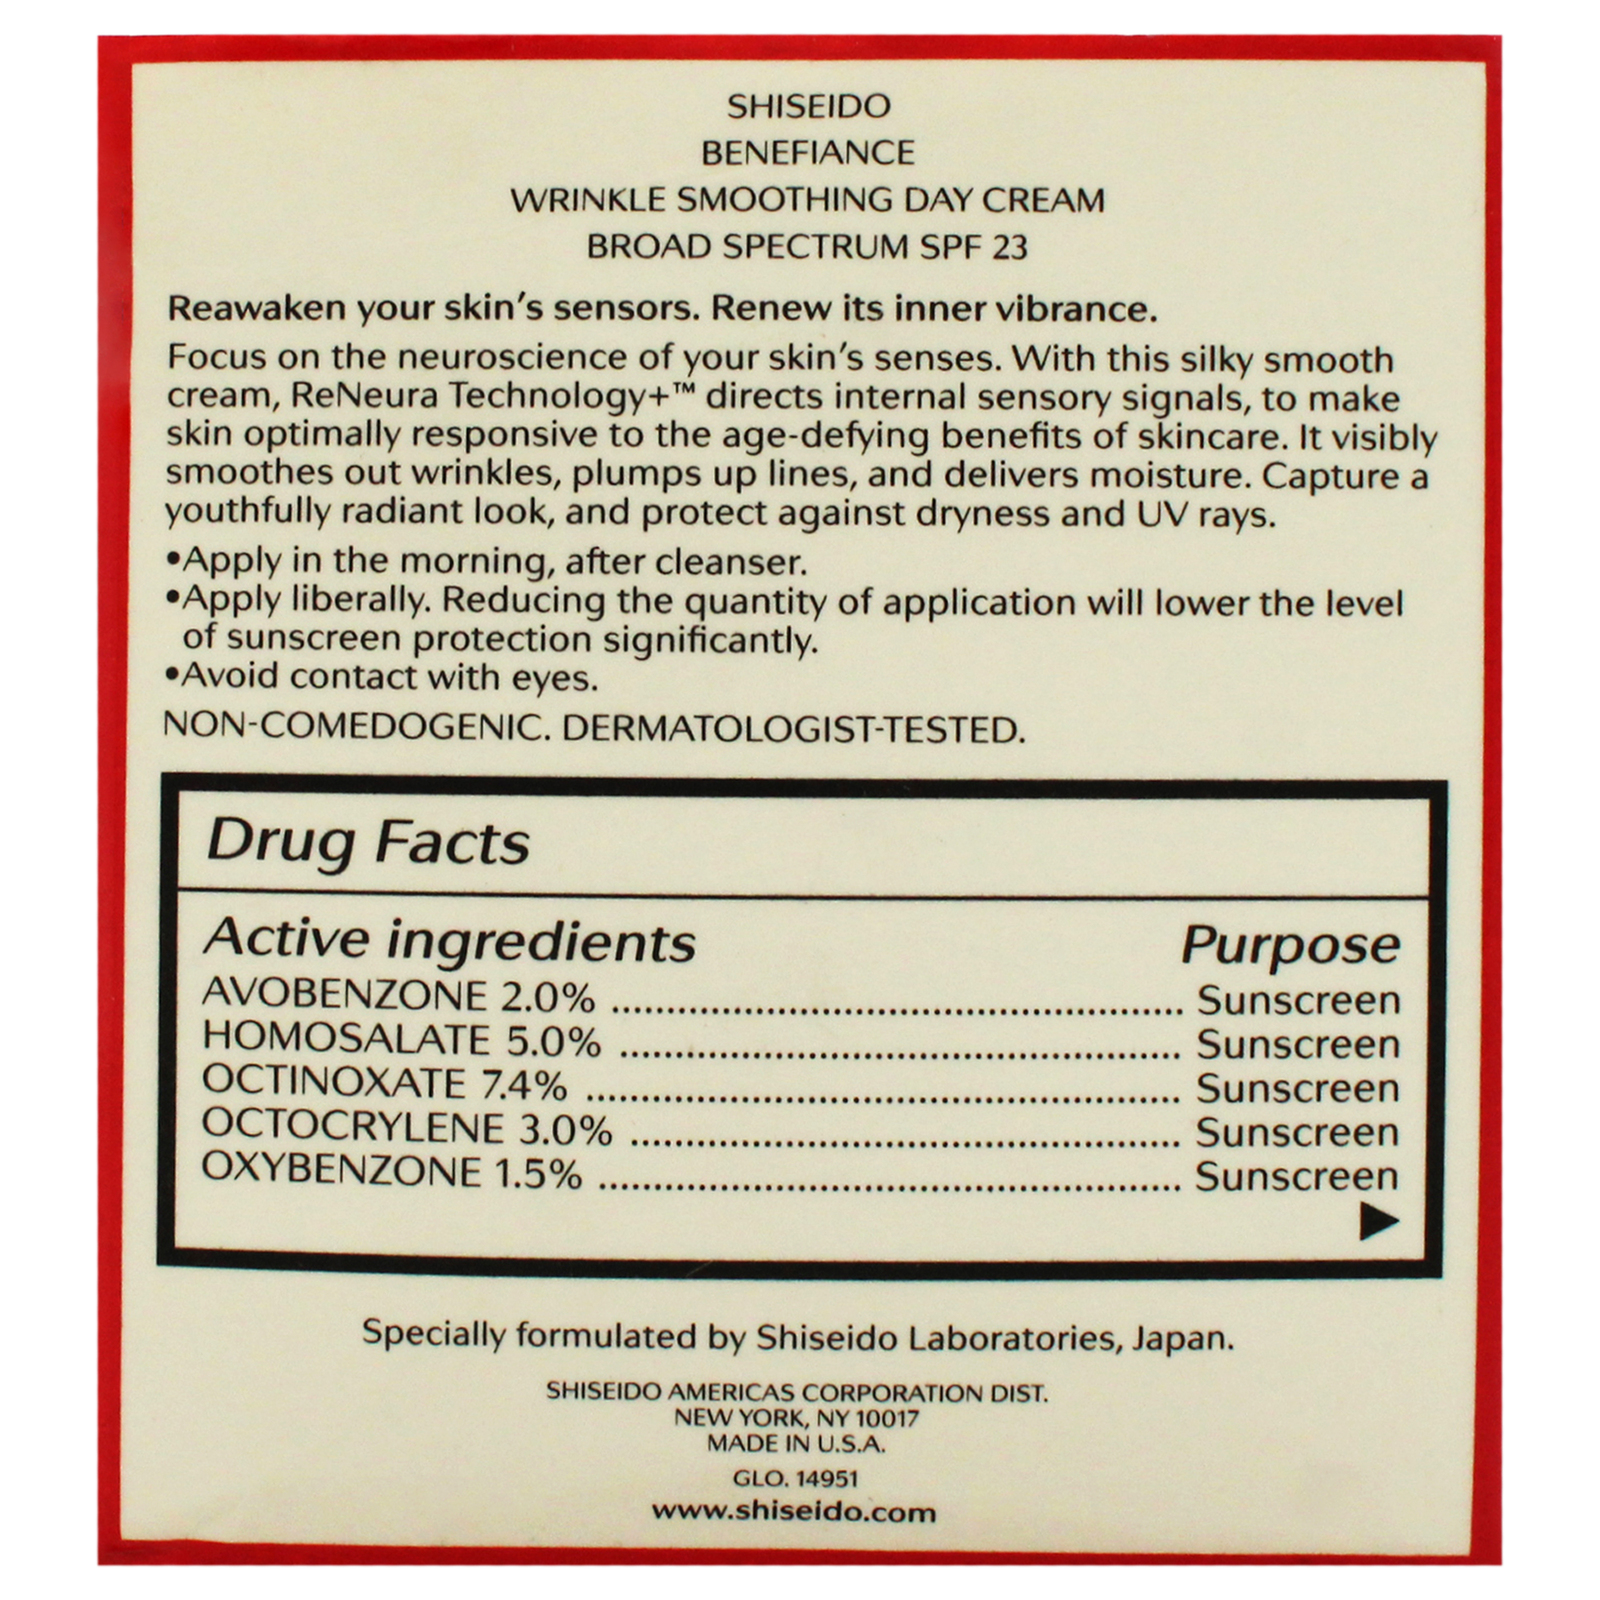 SHISEIDO
BENEFIANCE
WRINKLE SMOOTHING DAY CREAM
BROAD SPECTRUM SPF 23
Reawaken your skin's sensors. Renew its inner vibrance.
Focus on the neuroscience of your skin's senses. With this silky smooth
cream, ReNeura Technology+™ directs internal sensory signals, to make
skin optimally responsive to the age-defying benefits of skincare. It visibly
smoothes out wrinkles, plumps up lines, and delivers moisture. Capture a
youthfully radiant look, and protect against dryness and UV rays.
•Apply in the morning, after cleanser.
•Apply liberally. Reducing the quantity of application will lower the level
of sunscreen protection significantly.
•Avoid contact with eyes.
NON-COMEDOGENIC. DERMATOLOGIST-TESTED.
Drug Facts
Active ingredients Purpose
AVOBENZONE 2.0% .................................................... Sunscreen
HOMOSALATE 5.0% ................................................... Sunscreen
OCTINOXATE 7.4% ...................................................... Sunscreen
OCTOCRYLENE 3.0% .................................................. Sunscreen
OXYBENZONE 1.5% ..................................................... Sunscreen
Specially formulated by Shiseido Laboratories, Japan.
SHISEIDO AMERICAS CORPORATION DIST.
NEW YORK, NY 10017
MADE IN U.S.A.
GLO. 14951
www.shiseido.com